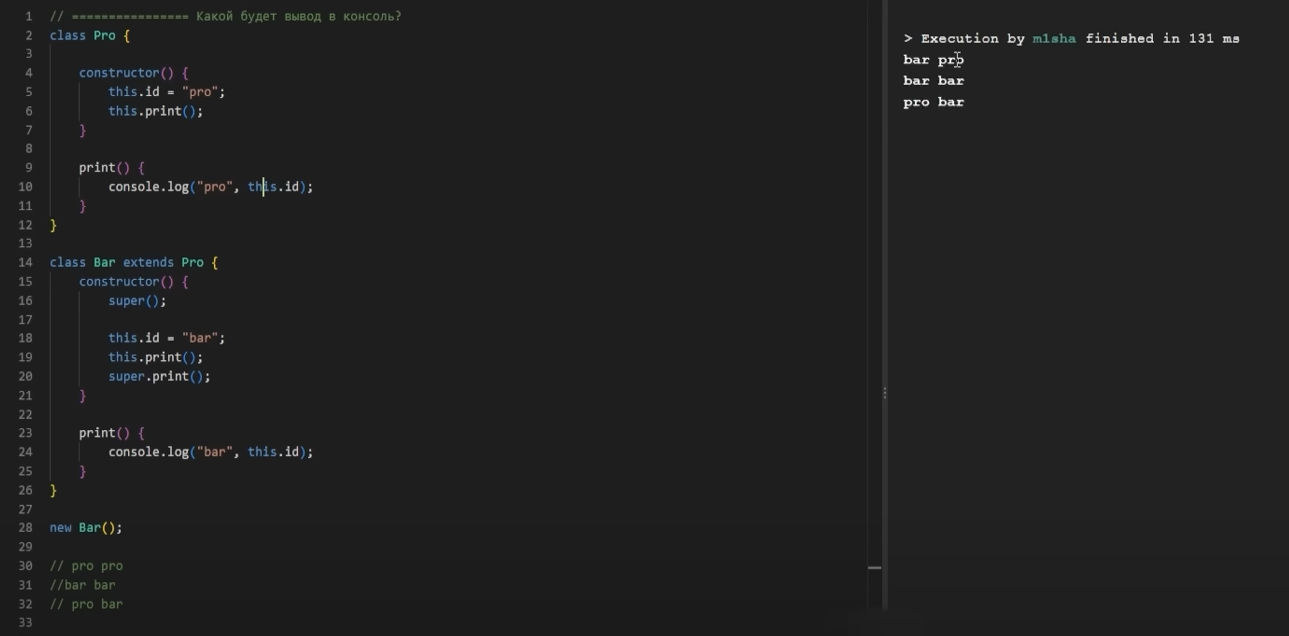 1 // ================ Какой будет вывод в консоль?
2 class Pro {
3
4     constructor() {
5         this.id = "pro";
6         this.print();
7     }
8
9     print() {
10         console.log("pro", this.id);
11     }
12 }
13
14 class Bar extends Pro {
15     constructor() {
16         super();
17
18         this.id = "bar";
19         this.print();
20         super.print();
21     }
22
23     print() {
24         console.log("bar", this.id);
25     }
26 }
27
28 new Bar();
29
30 // pro pro
31 //bar bar
32 // pro bar
33
> Execution by m1sha finished in 131 ms
bar pro
bar bar
pro bar